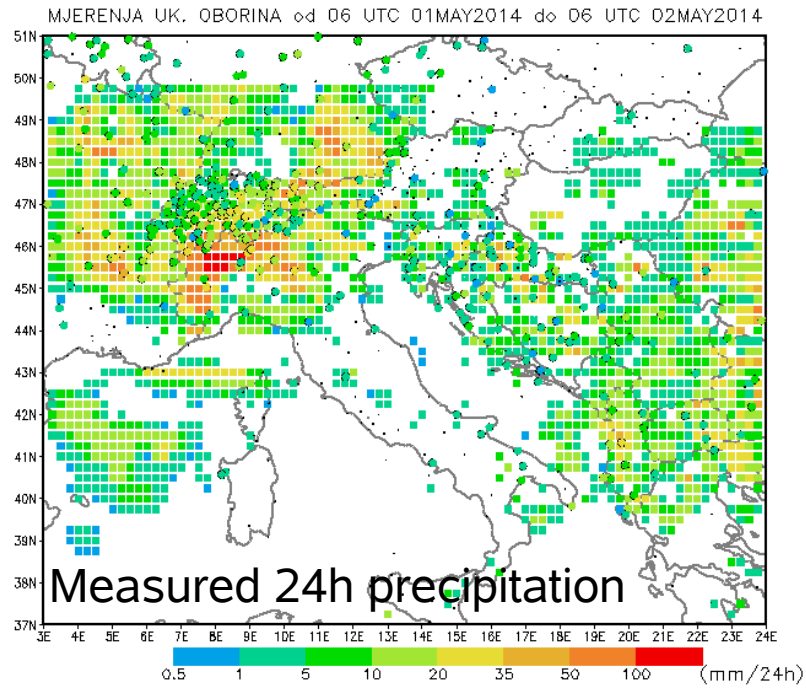 MJERENJA UK. OBORINA od 06 UTC 01MAY2014 do 06 UTC 02MAY2014
51N
50N
49N
48N
47N
46N
45N
44N
43N
42N
41N
40N
39N
38N
37N
Measured 24h precipitation
3E 4E 5E 6E 7E 8E 9E 10E 11E 12E 13E 14E 15E 16E 17E 18E 19E 20E 21E 22E 23E 24E
0.5 1 5 10 20 35 50 100 (mm/24h)